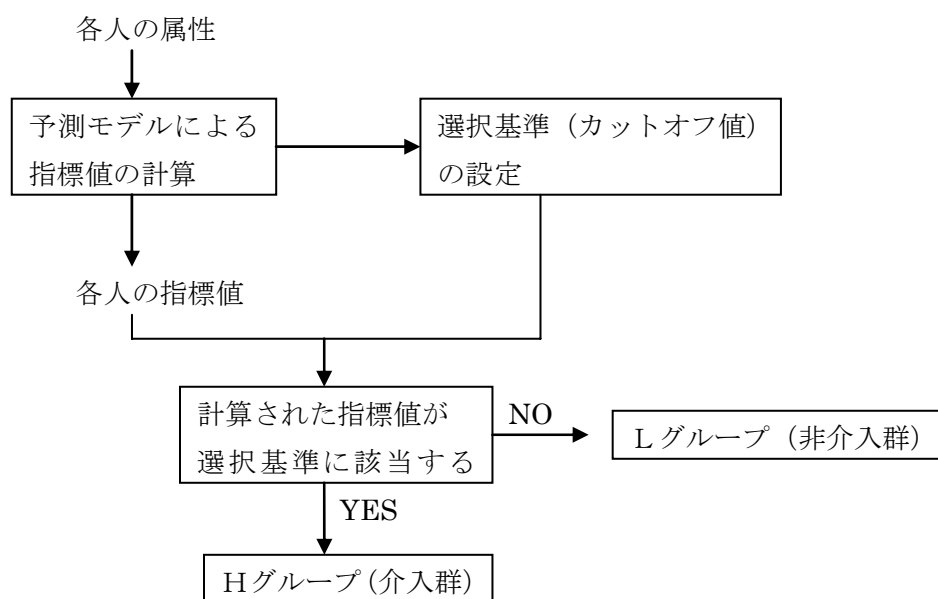 各人の属性
予測モデルによる
指標値の計算
選択基準（カットオフ値）
の設定
各人の指標値
計算された指標値が
選択基準に該当する
NO
Ｌグループ（非介入群）
YES
Ｈグループ（介入群）